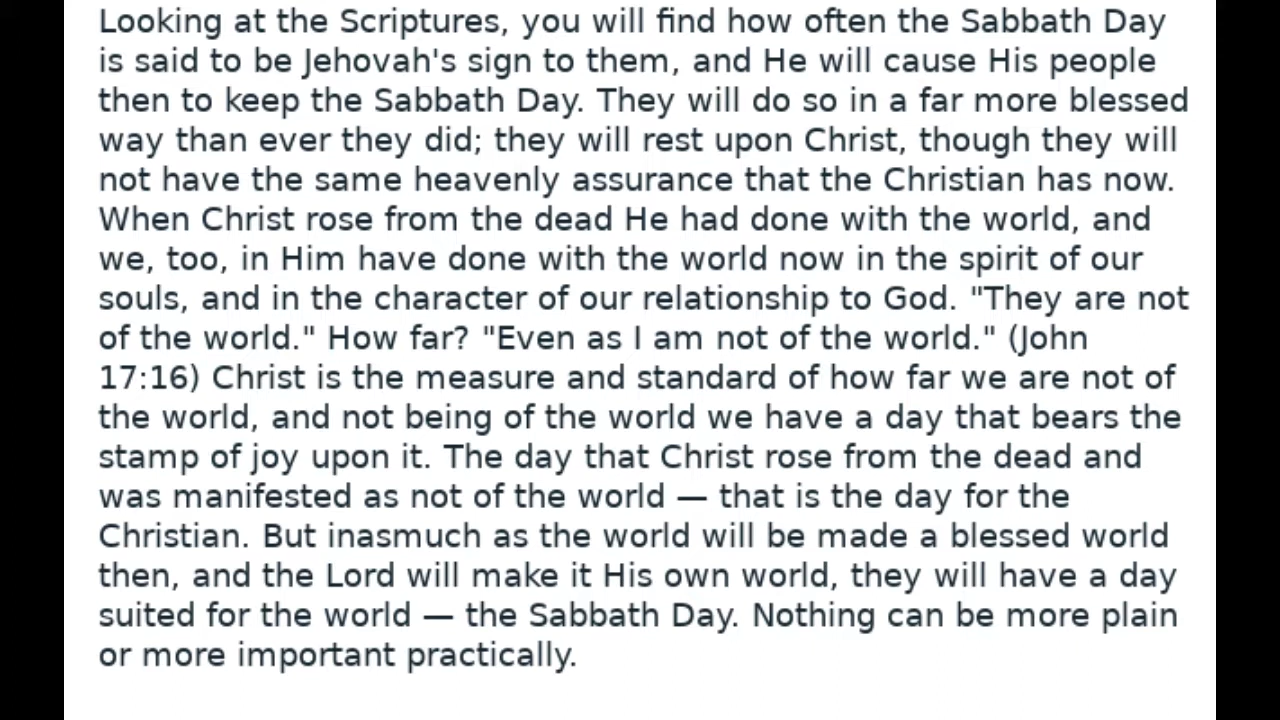 Looking at the Scriptures, you will find how often the Sabbath Day
is said to be Jehovah's sign to them, and He will cause His people
then to keep the Sabbath Day. They will do so in a far more blessed
way than ever they did; they will rest upon Christ, though they will
not have the same heavenly assurance that the Christian has now.
When Christ rose from the dead He had done with the world, and
we, too, in Him have done with the world now in the spirit of our
souls, and in the character of our relationship to God. "They are not
of the world." How far? "Even as I am not of the world." (John
17:16) Christ is the measure and standard of how far we are not of
the world, and not being of the world we have a day that bears the
stamp of joy upon it. The day that Christ rose from the dead and
was manifested as not of the world — that is the day for the
Christian. But inasmuch as the world will be made a blessed world
then, and the Lord will make it His own world, they will have a day
suited for the world — the Sabbath Day. Nothing can be more plain
or more important practically.